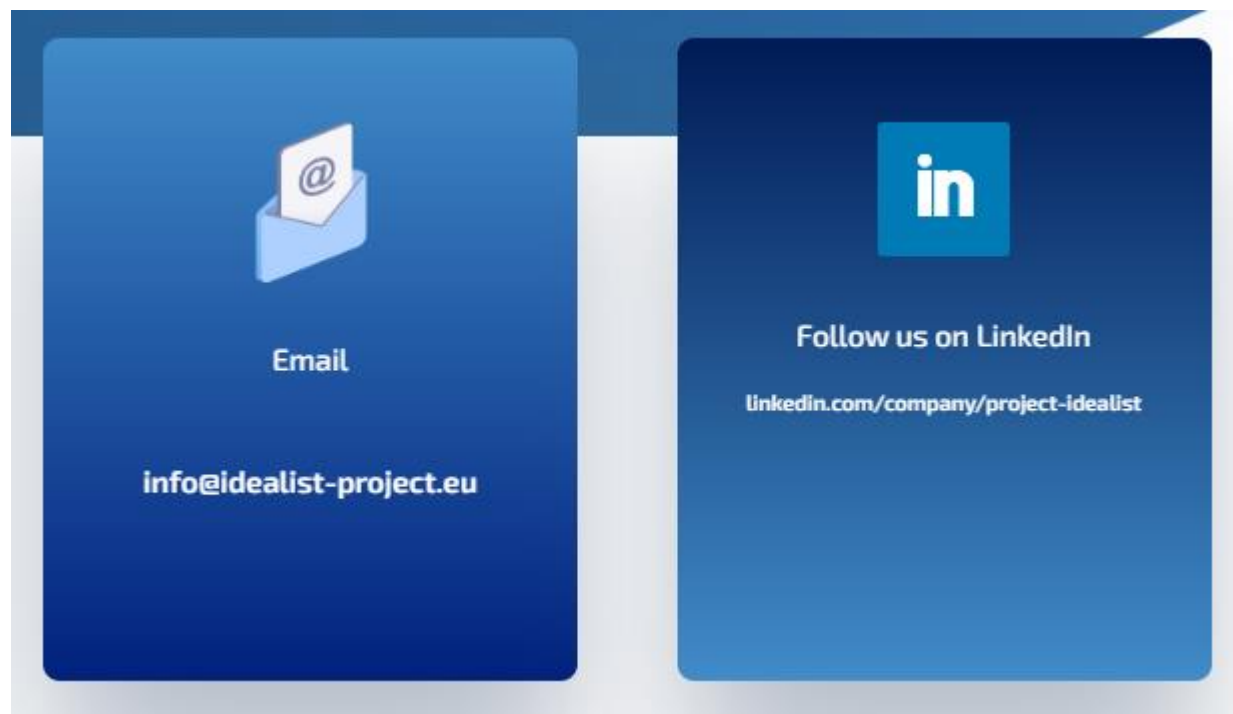 @
Email
info@idealist-project.eu
in
Follow us on LinkedIn
linkedin.com/company/project-idealist